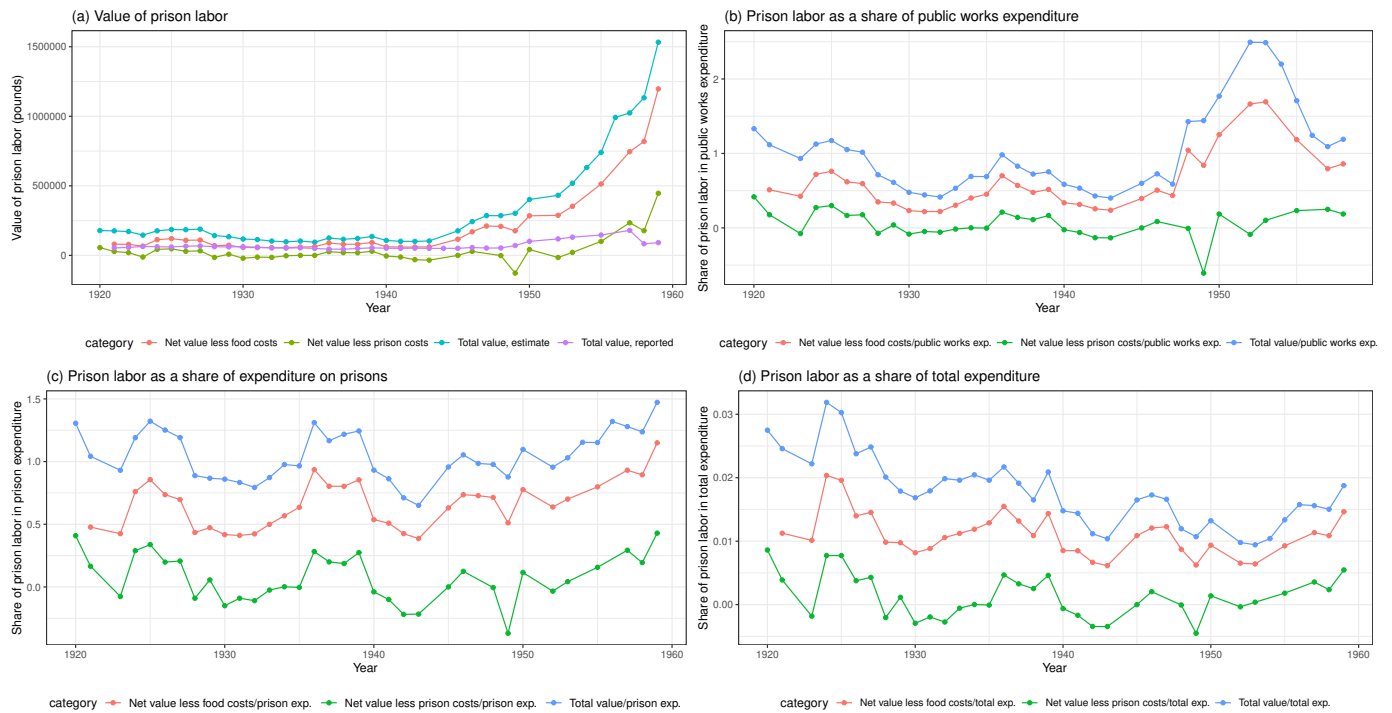 (a) Value of prison labor
Value of prison labor (pounds)
1500000
1000000
500000
0
1920 1930 1940 1950 1960
Year
category Net value less food costs Net value less prison costs Total value, estimate Total value, reported
(b) Prison labor as a share of public works expenditure
Share of prison labor in public works expenditure
2
1
0
1920 1930 1940 1950
Year
category Net value less food costs/public works exp. Net value less prison costs/public works exp. Total value/public works exp.
(c) Prison labor as a share of expenditure on prisons
Share of prison labor in prison expenditure
1.5
1.0
0.5
0.0
1920 1930 1940 1950 1960
Year
category Net value less food costs/prison exp. Net value less prison costs/prison exp. Total value/prison exp.
(d) Prison labor as a share of total expenditure
Share of prison labor in total expenditure
0.03
0.02
0.01
0.00
1920 1930 1940 1950 1960
Year
category Net value less food costs/total exp. Net value less prison costs/total exp. Total value/total exp.